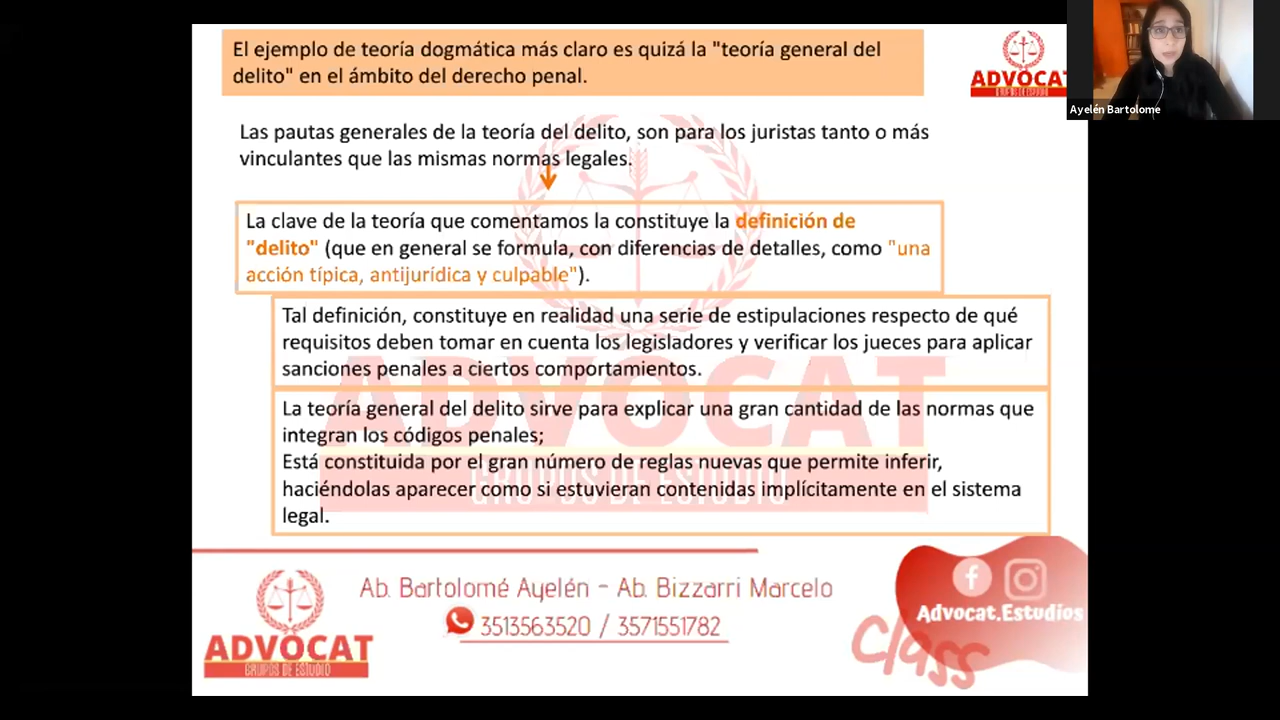 El ejemplo de teoría dogmática más claro es quizá la "teoría general del
delito" en el ámbito del derecho penal.
ADVOCAT
GRUPOS DE ESTUDIO
Ayelén Bartolome
Las pautas generales de la teoría del delito, son para los juristas tanto o más
vinculantes que las mismas normas legales.
La clave de la teoría que comentamos la constituye la definición de
"delito" (que en general se formula, con diferencias de detalles, como "una
acción típica, antijurídica y culpable").
Tal definición, constituye en realidad una serie de estipulaciones respecto de qué
requisitos deben tomar en cuenta los legisladores y verificar los jueces para aplicar
sanciones penales a ciertos comportamientos.
La teoría general del delito sirve para explicar una gran cantidad de las normas que
integran los códigos penales;
Está constituida por el gran número de reglas nuevas que permite inferir,
haciéndolas aparecer como si estuvieran contenidas implícitamente en el sistema
legal.
ADVOCAT
GRUPOS DE ESTUDIO
Ab. Bartolomé Ayelén - Ab. Bizzarri Marcelo
3513563520 / 3571551782
ADVOCAT
GRUPOS DE ESTUDIO
Advocat.Estudios
Class